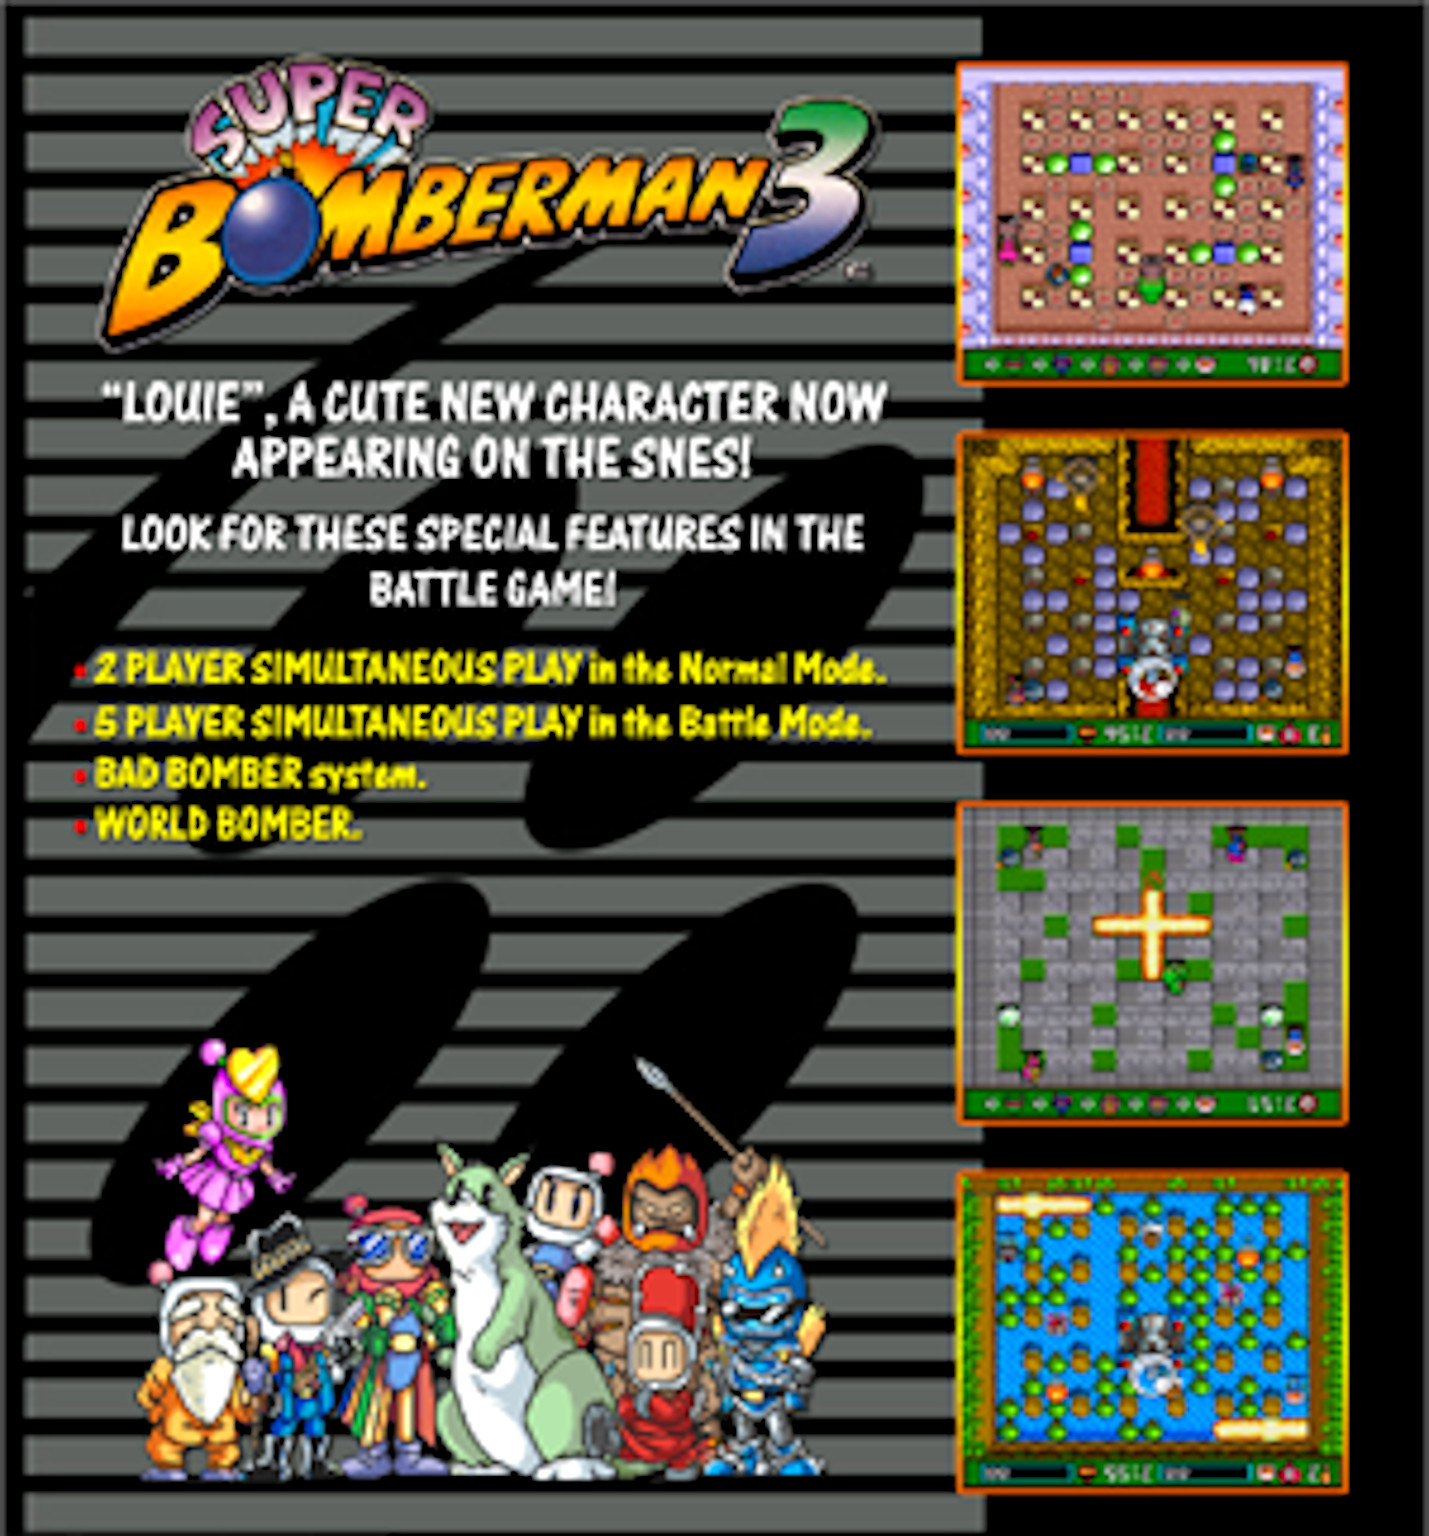 SUPER
BOMBERMAN 3
“LOUIE”, A CUTE NEW CHARACTER NOW
APPEARING ON THE SNES!
LOOK FOR THESE SPECIAL FEATURES IN THE
BATTLE GAME!
• 2 PLAYER SIMULTANEOUS PLAY in the Normal Mode.
• 5 PLAYER SIMULTANEOUS PLAY in the Battle Mode.
• BAD BOMBER system.
• WORLD BOMBER.